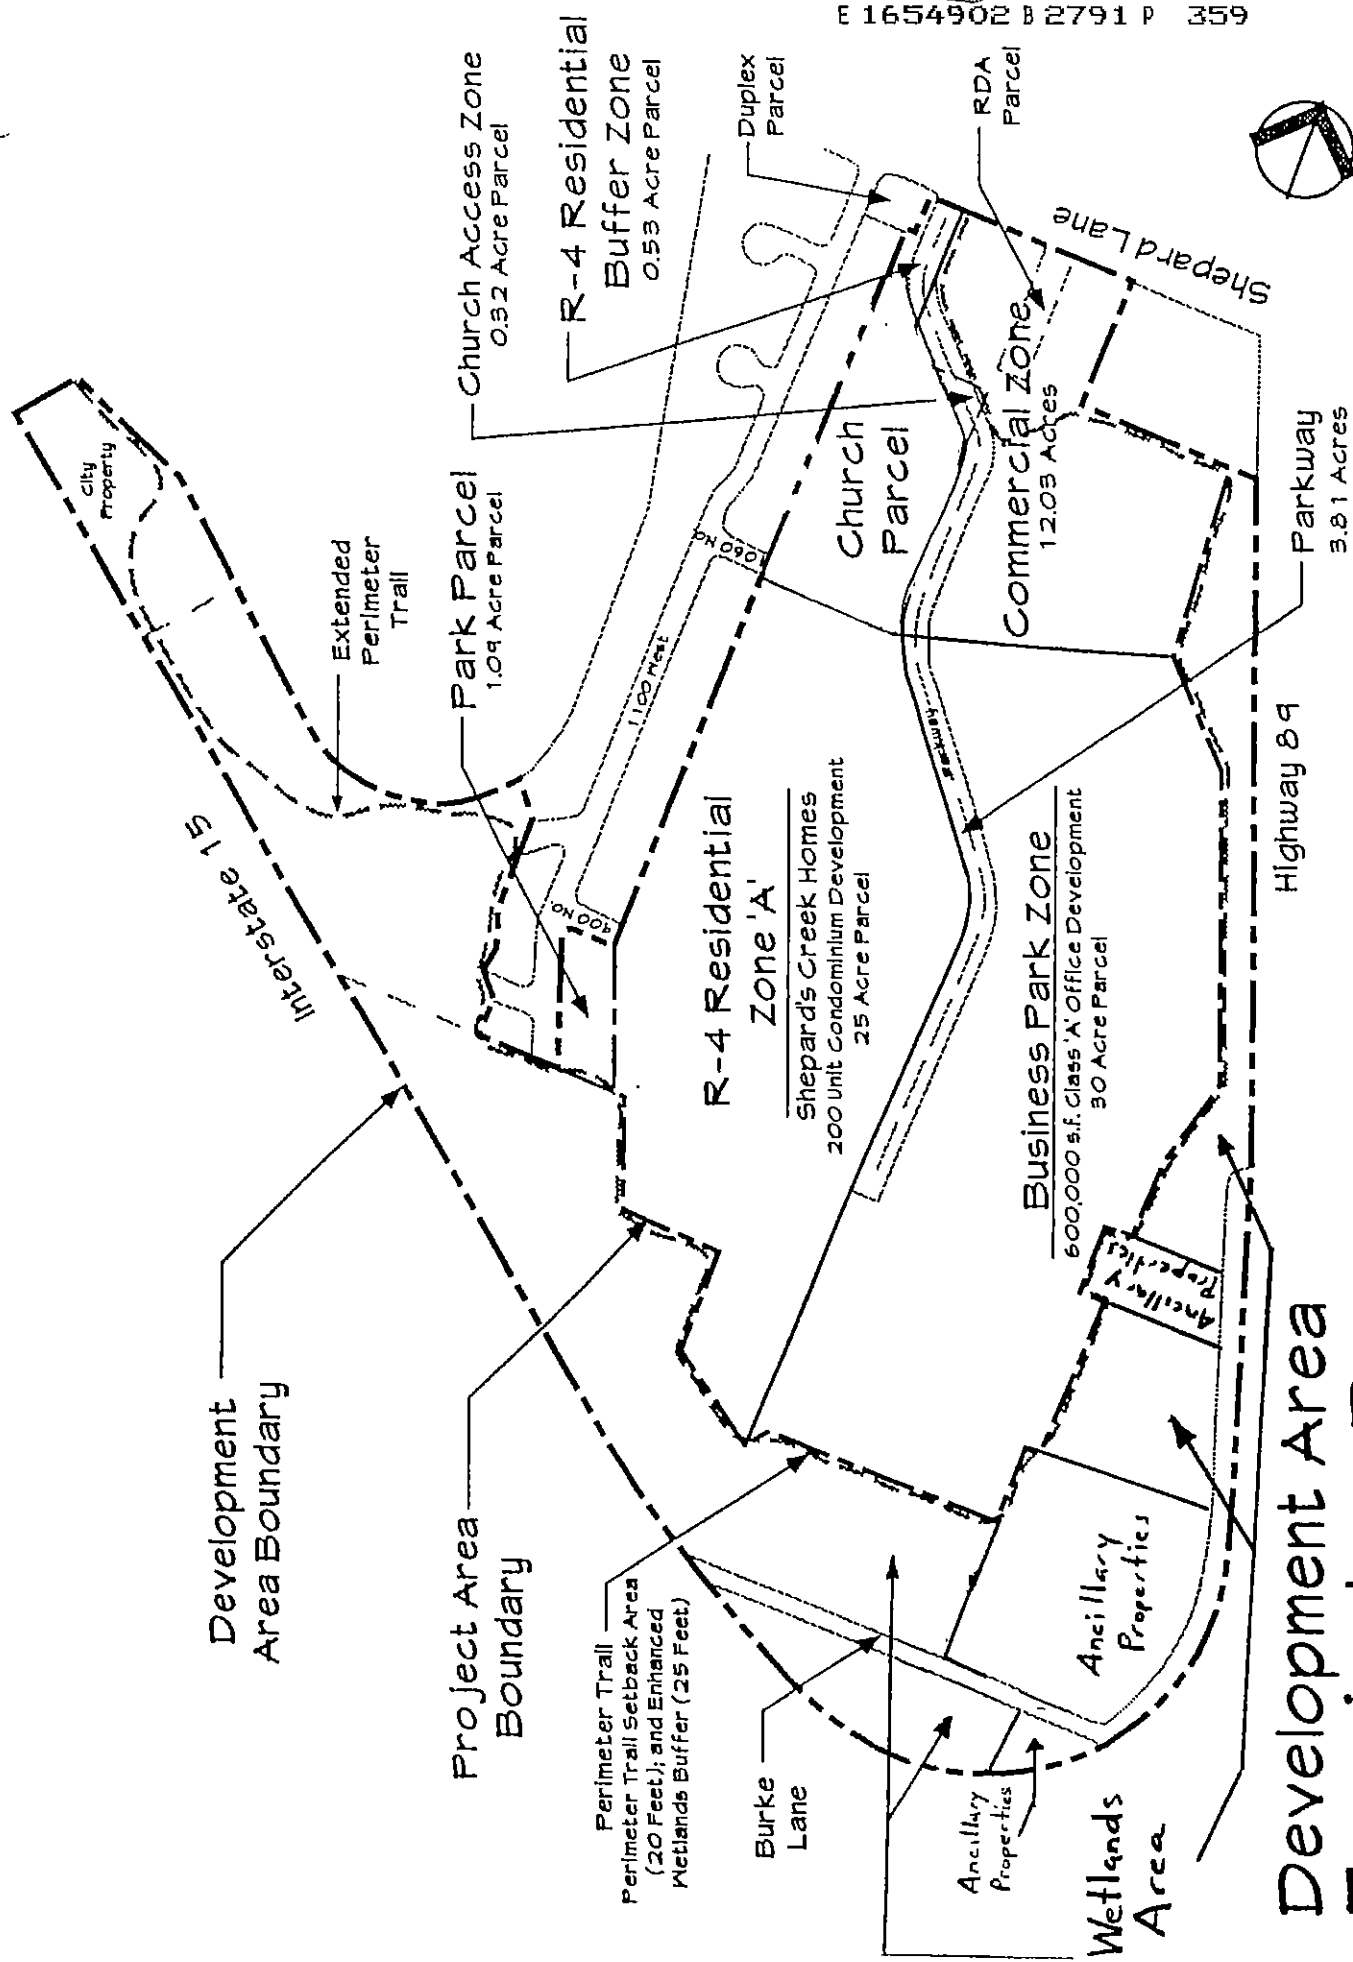 E 1654902 B 2791 P 359
Development
Area Boundary
Interstate 15
City
Property
Extended
Perimeter
Trail
Project Area
Boundary
Park Parcel
1.09 Acre Parcel
Church Access Zone
0.32 Acre Parcel
R-4 Residential
Buffer Zone
0.53 Acre Parcel
Duplex
Parcel
RDA
Parcel
Perimeter Trail
Perimeter Trail Setback Area
(20 Feet); and Enhanced
Wetlands Buffer (25 Feet)
900 No.
1100 West
1060 No.
R-4 Residential
Zone 'A'
Shepard's Creek Homes
200 Unit Condominium Development
25 Acre Parcel
Church
Parcel
Parkway
Commercial Zone
12.03 Acres
Shepard Lane
Burke
Lane
Business Park Zone
600,000 s.f. Class 'A' Office Development
30 Acre Parcel
Ancillary
Properties
Ancillary
Properties
Ancillary
Properties
Wetlands
Area
Highway 89
Parkway
3.81 Acres
Development Area